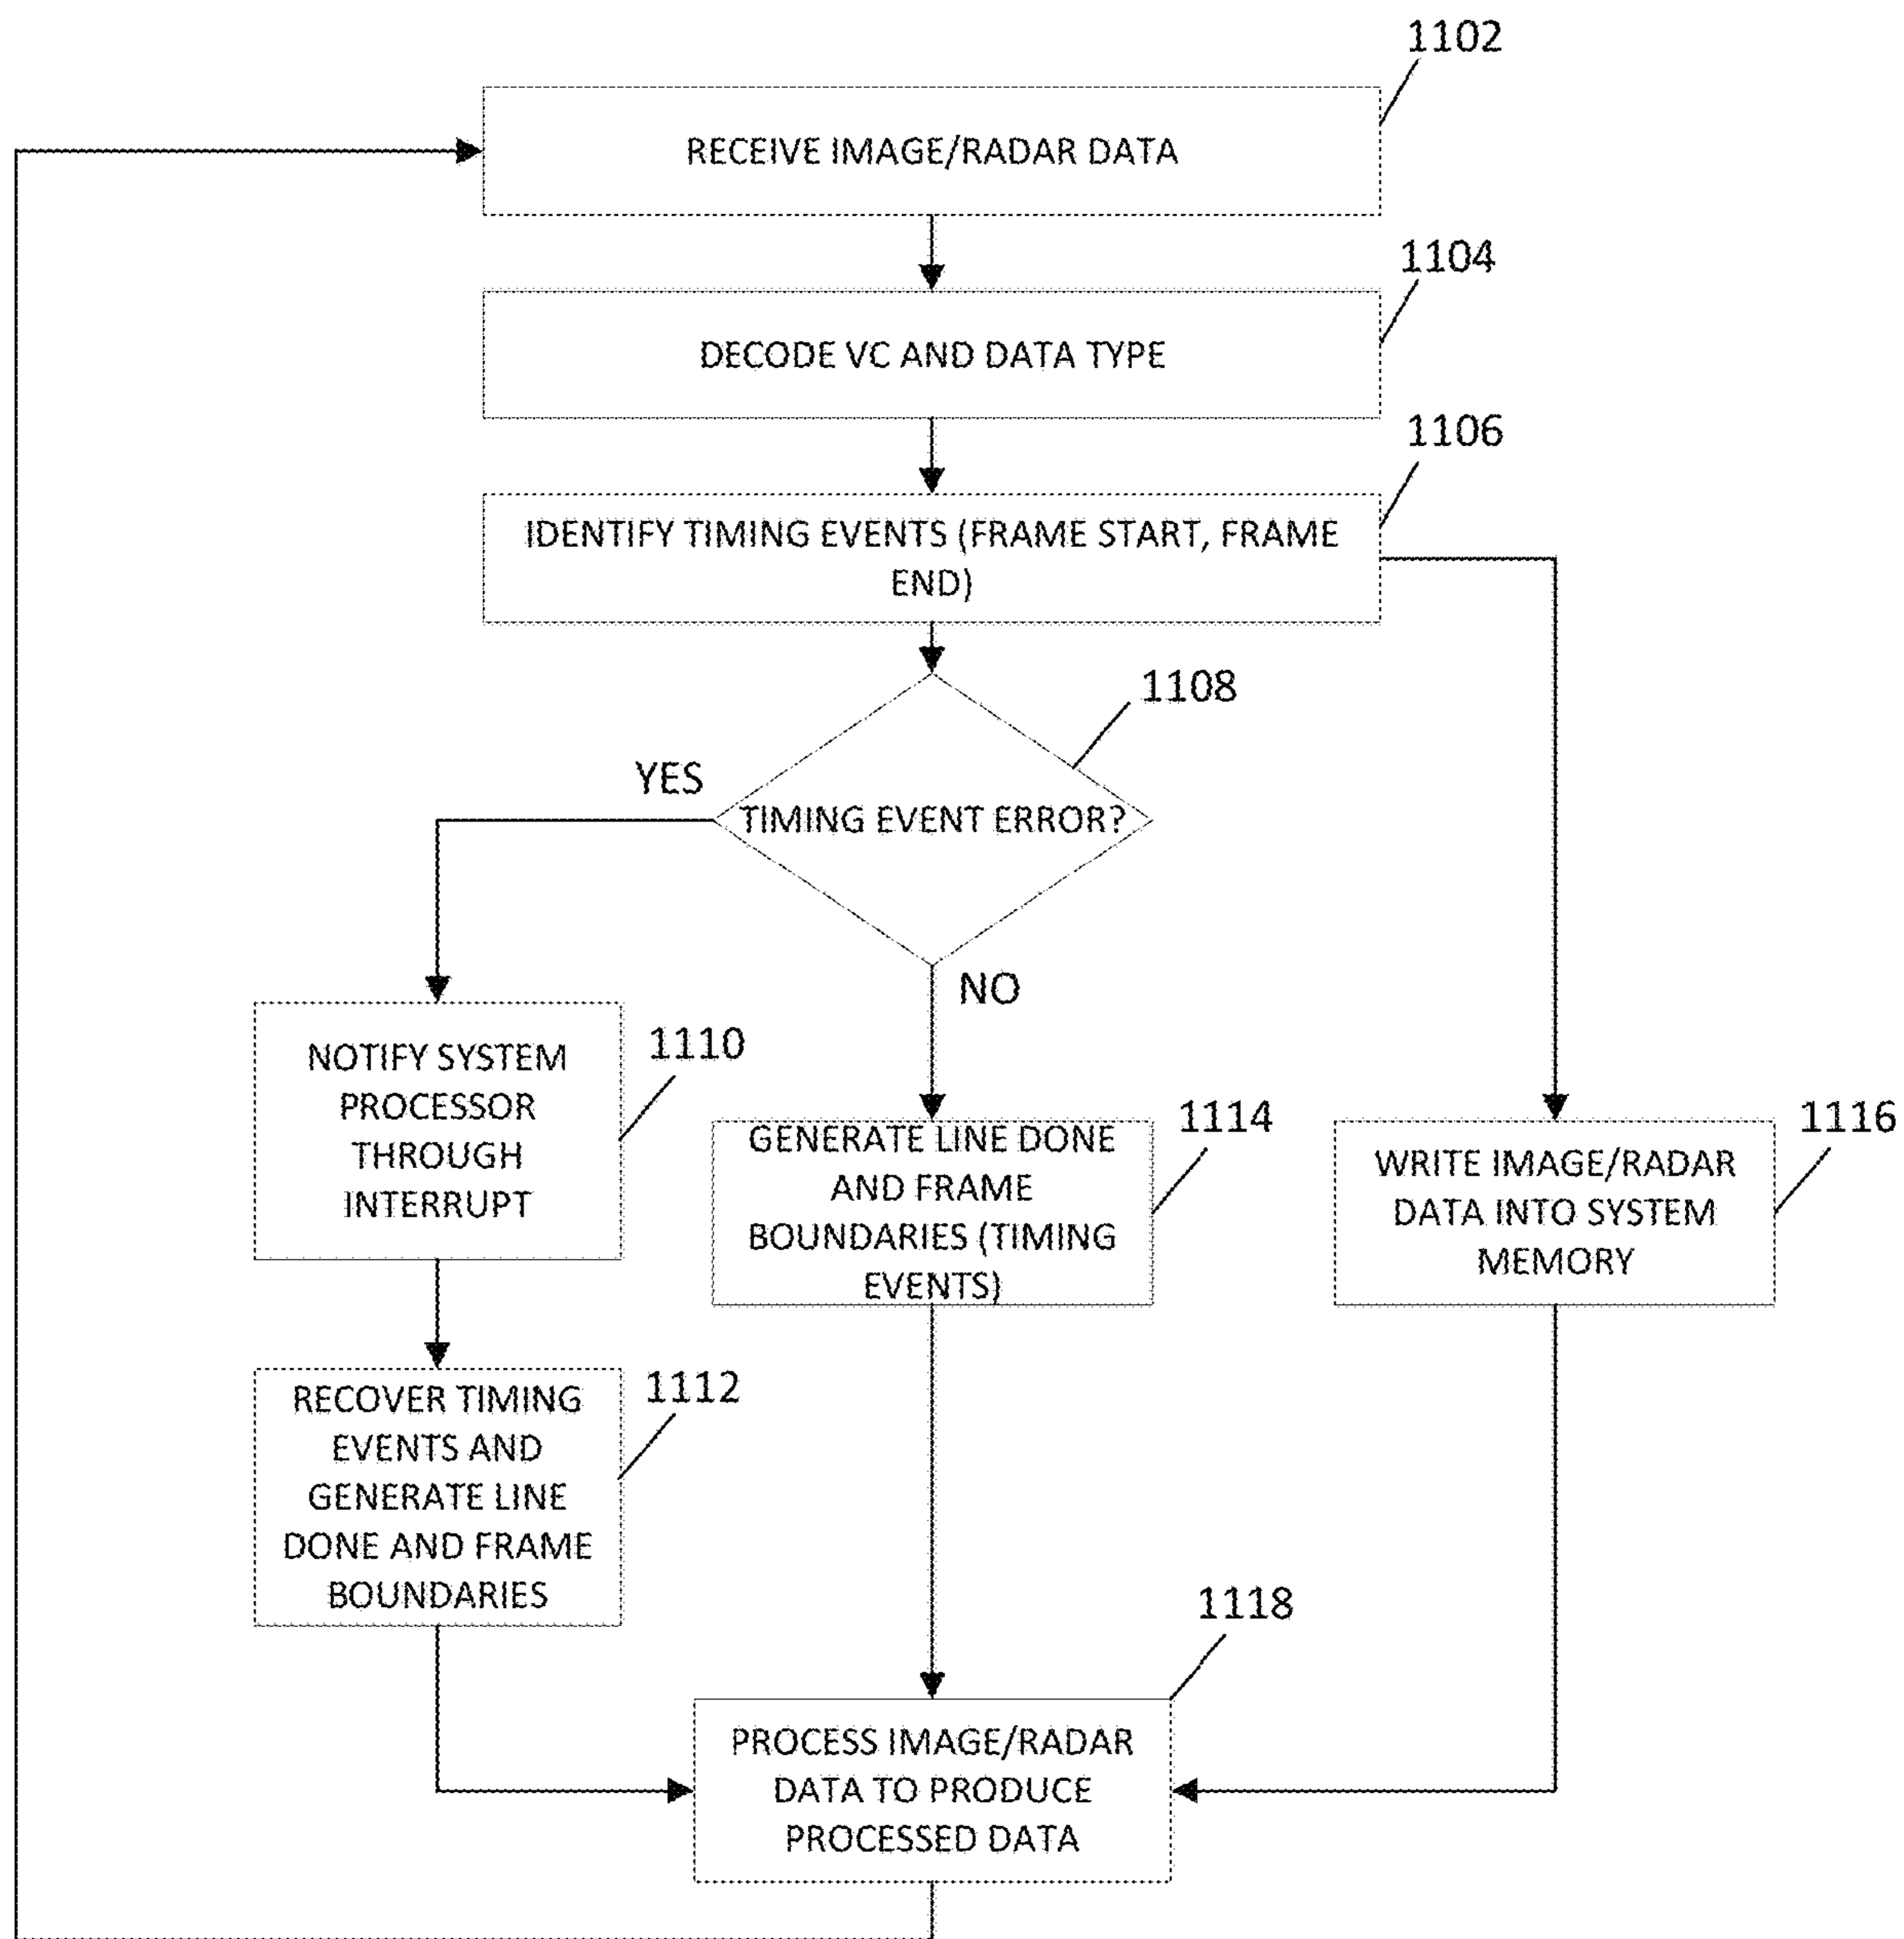 1102
RECEIVE IMAGE/RADAR DATA
1104
DECODE VC AND DATA TYPE
1106
IDENTIFY TIMING EVENTS (FRAME START, FRAME
END)
1108
YES
TIMING EVENT ERROR?
NO
NOTIFY SYSTEM
PROCESSOR
THROUGH
INTERRUPT
1110
GENERATE LINE DONE
AND FRAME
BOUNDARIES (TIMING
EVENTS)
1114
WRITE IMAGE/RADAR
DATA INTO SYSTEM
MEMORY
1116
RECOVER TIMING
EVENTS AND
GENERATE LINE
DONE AND FRAME
BOUNDARIES
1112
1118
PROCESS IMAGE/RADAR
DATA TO PRODUCE
PROCESSED DATA